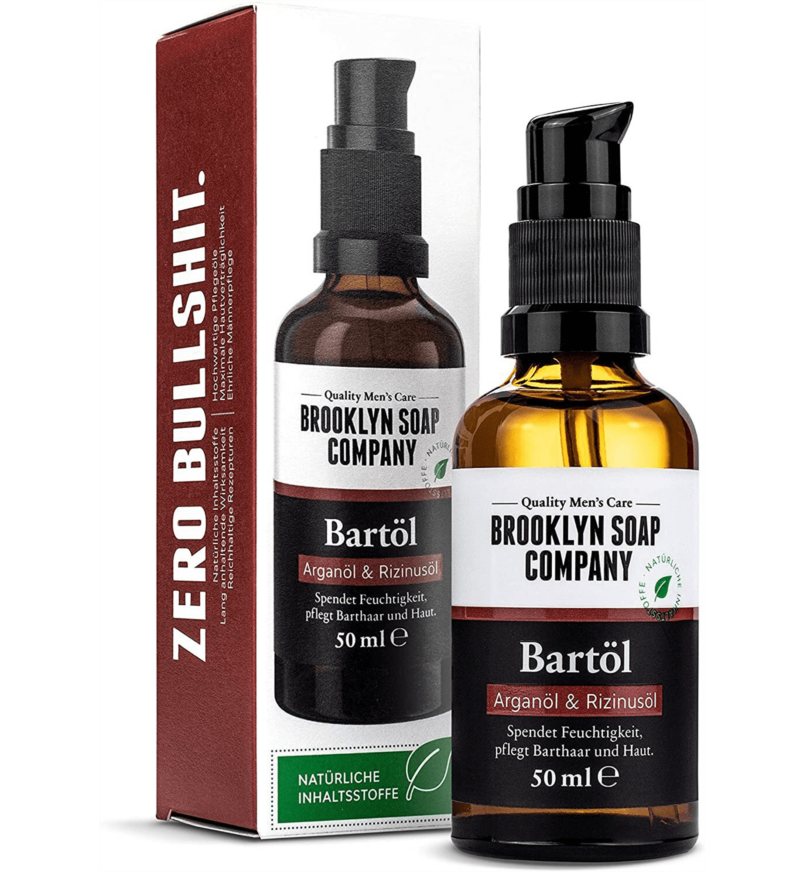 ZERO BULLSHIT.
Natürliche Inhaltsstoffe | Hochwertige Pflegeöle
Lang anhaltende Wirksamkeit | Maximale Hautverträglichkeit
Reichhaltige Rezepturen | Ehrliche Männerpflege
Quality Men's Care
BROOKLYN SOAP
COMPANY
Bartöl
Arganöl & Rizinusöl
Spendet Feuchtigkeit,
pflegt Barthaar und Haut.
50 ml ℮
NATÜRLICHE
INHALTSSTOFFE
Quality Men's Care
BROOKLYN SOAP
COMPANY
NATÜRLICHE INHALTSSTOFFE
Bartöl
Arganöl & Rizinusöl
Spendet Feuchtigkeit,
pflegt Barthaar und Haut.
50 ml ℮